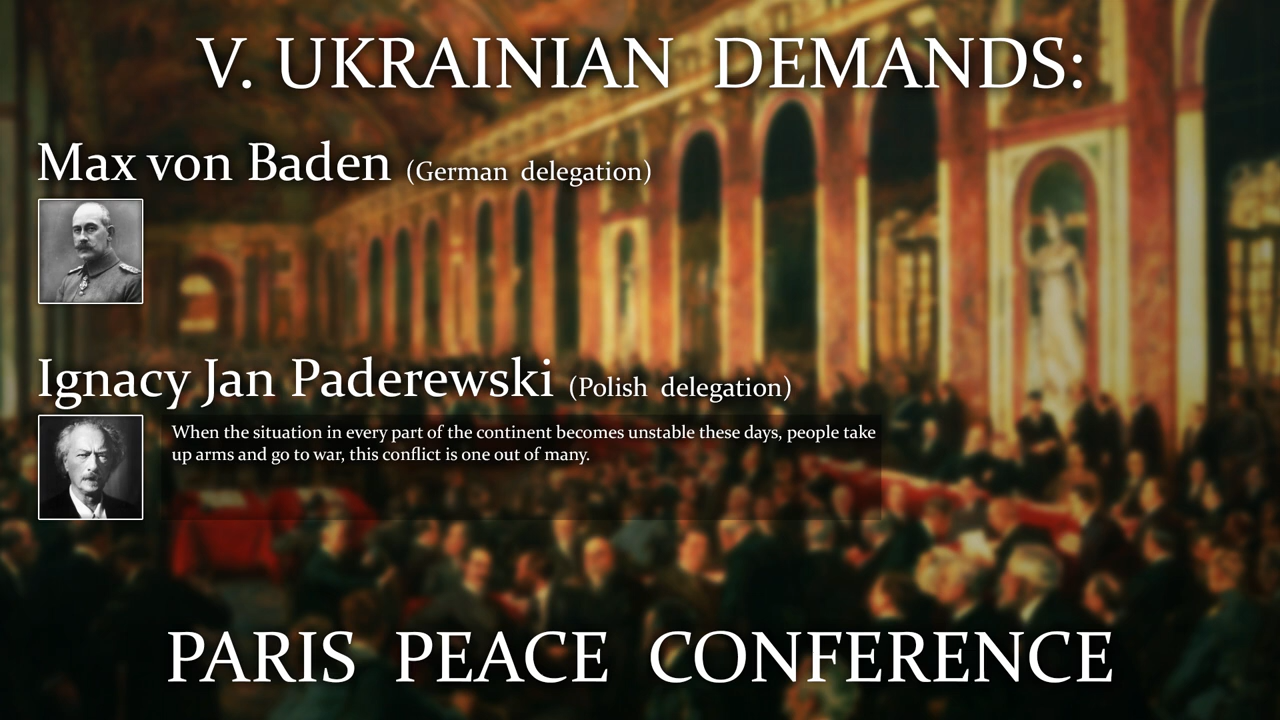 V. UKRAINIAN DEMANDS:
Max von Baden (German delegation)
Ignacy Jan Paderewski (Polish delegation)
When the situation in every part of the continent becomes unstable these days, people take
up arms and go to war, this conflict is one out of many.
PARIS PEACE CONFERENCE